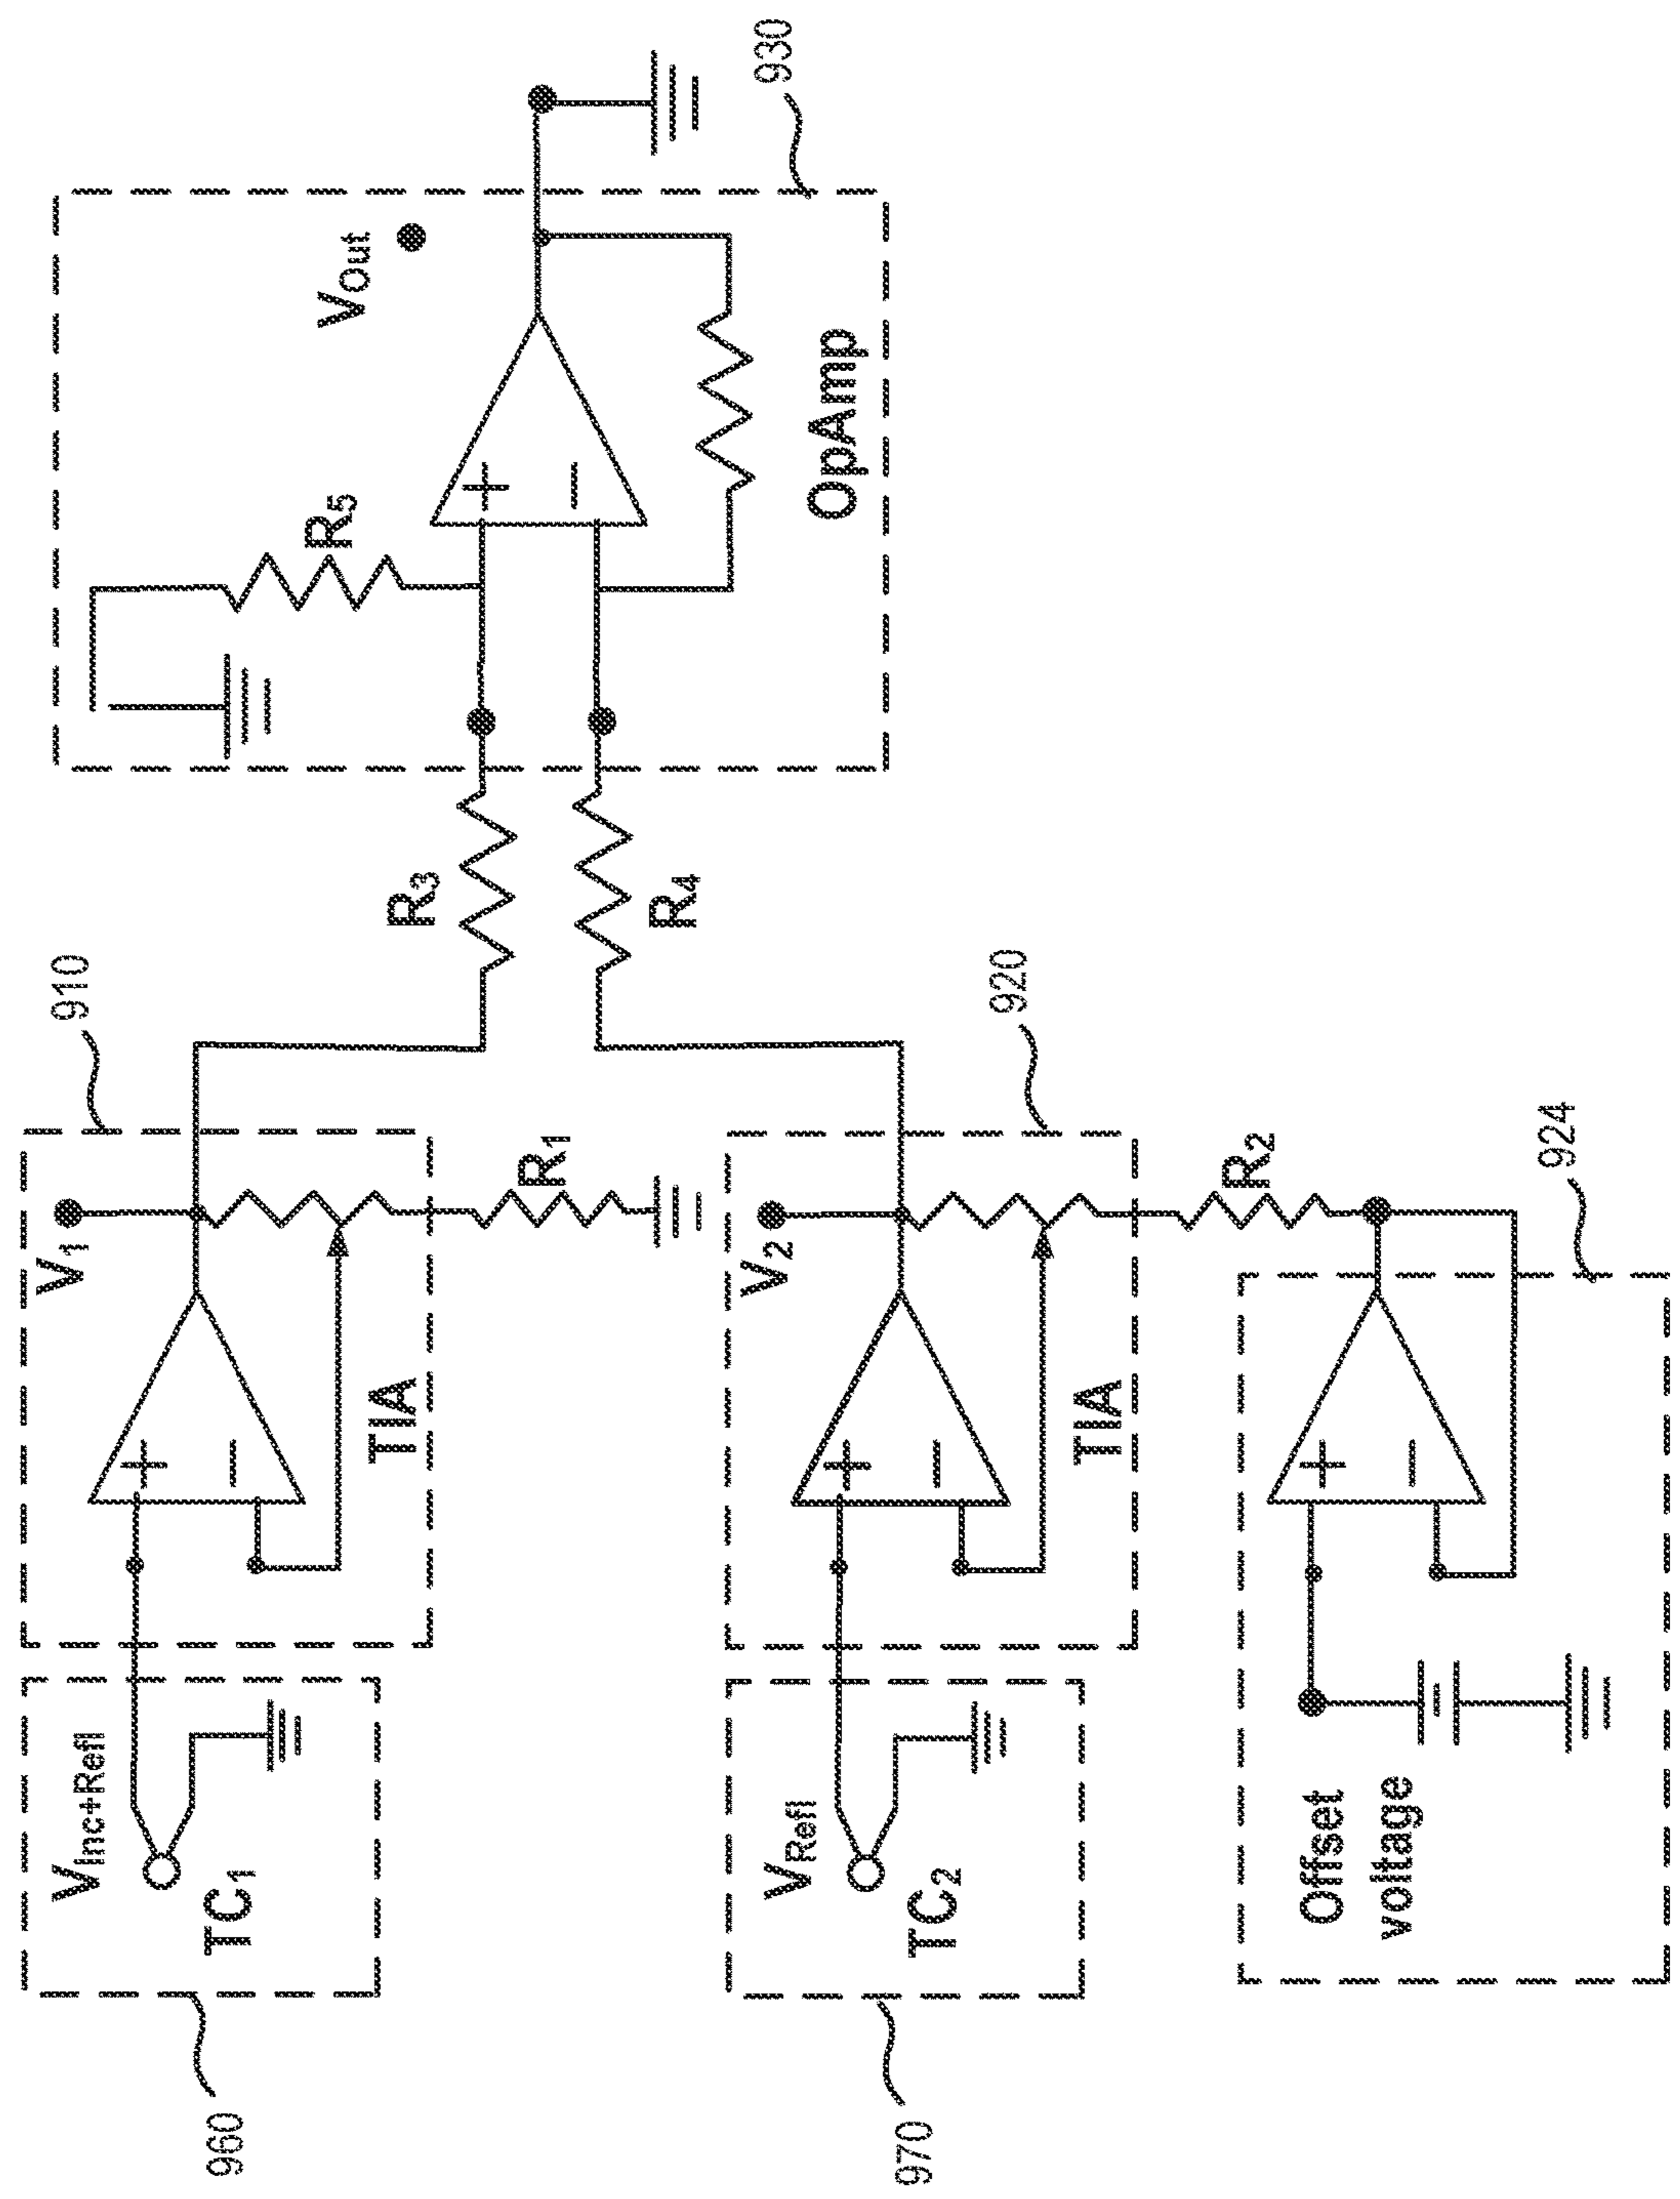 960
V Inc+Refl
TC1
910
V1
TIA
R1
R3
R4
R5
Vout
OpAmp
930
970
VRefl
TC2
920
V2
TIA
R2
924
Offset
voltage
+
−
+
−
+
−
+
−